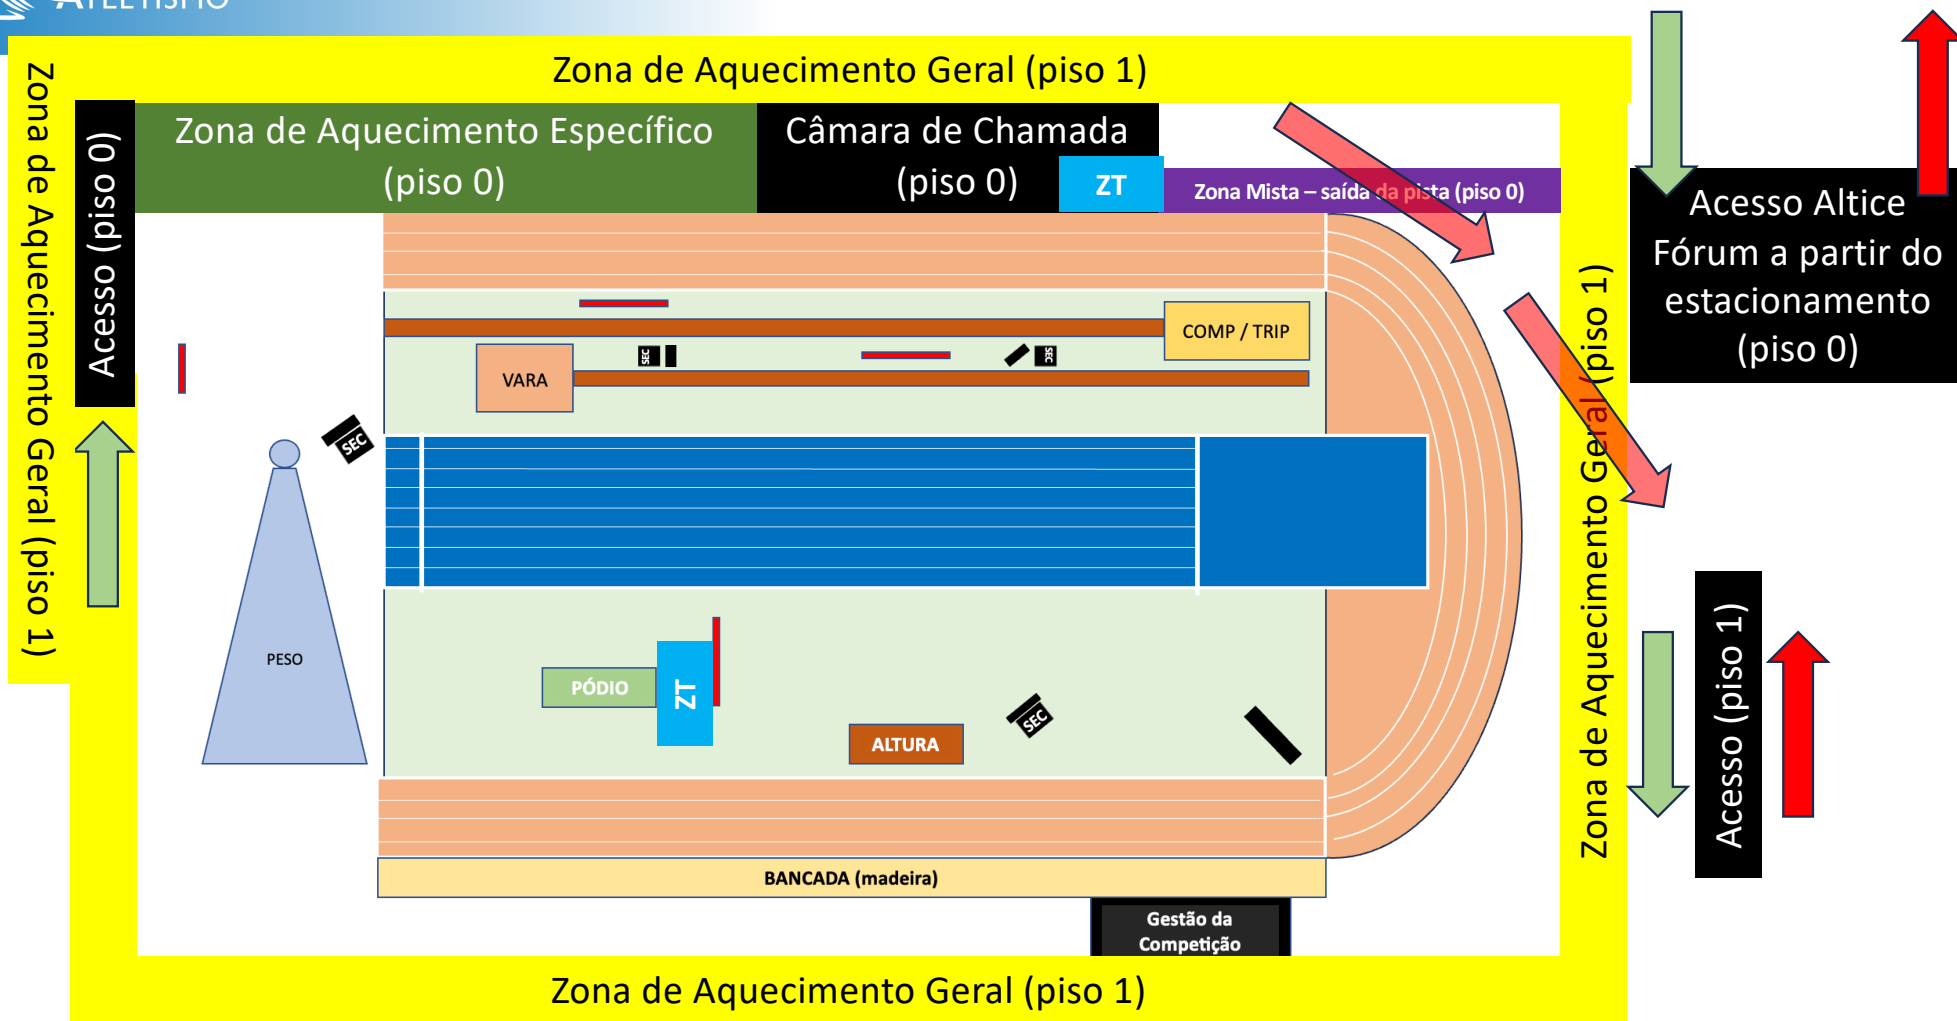 ATLETISMO
Zona de Aquecimento Geral (piso 1)
Zona de Aquecimento Geral (piso 1)
Acesso (piso 0)
Zona de Aquecimento Específico
(piso 0)
Câmara de Chamada
(piso 0)
ZT
Zona Mista – saída da pista (piso 0)
Acesso Altice
Fórum a partir do
estacionamento
(piso 0)
COMP / TRIP
VARA
SEC
SEC
SEC
PESO
PÓDIO
ZT
ALTURA
SEC
Zona de Aquecimento Geral (piso 1)
Acesso (piso 1)
BANCADA (madeira)
Gestão da
Competição
Zona de Aquecimento Geral (piso 1)